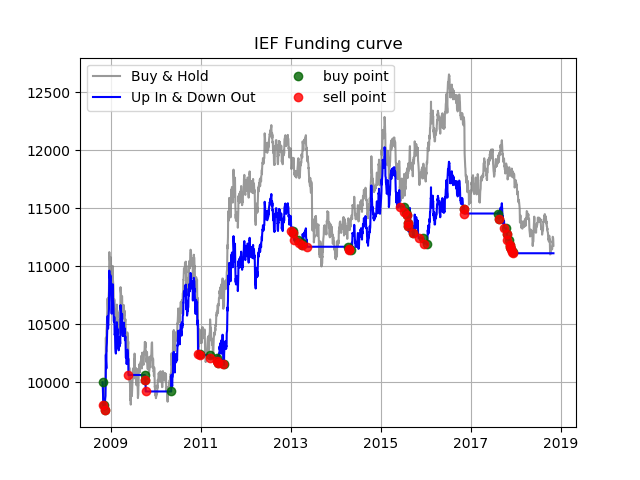 IEF Funding curve
Buy & Hold
Up In & Down Out
buy point
sell point
12500
12000
11500
11000
10500
10000
2009 2011 2013 2015 2017 2019